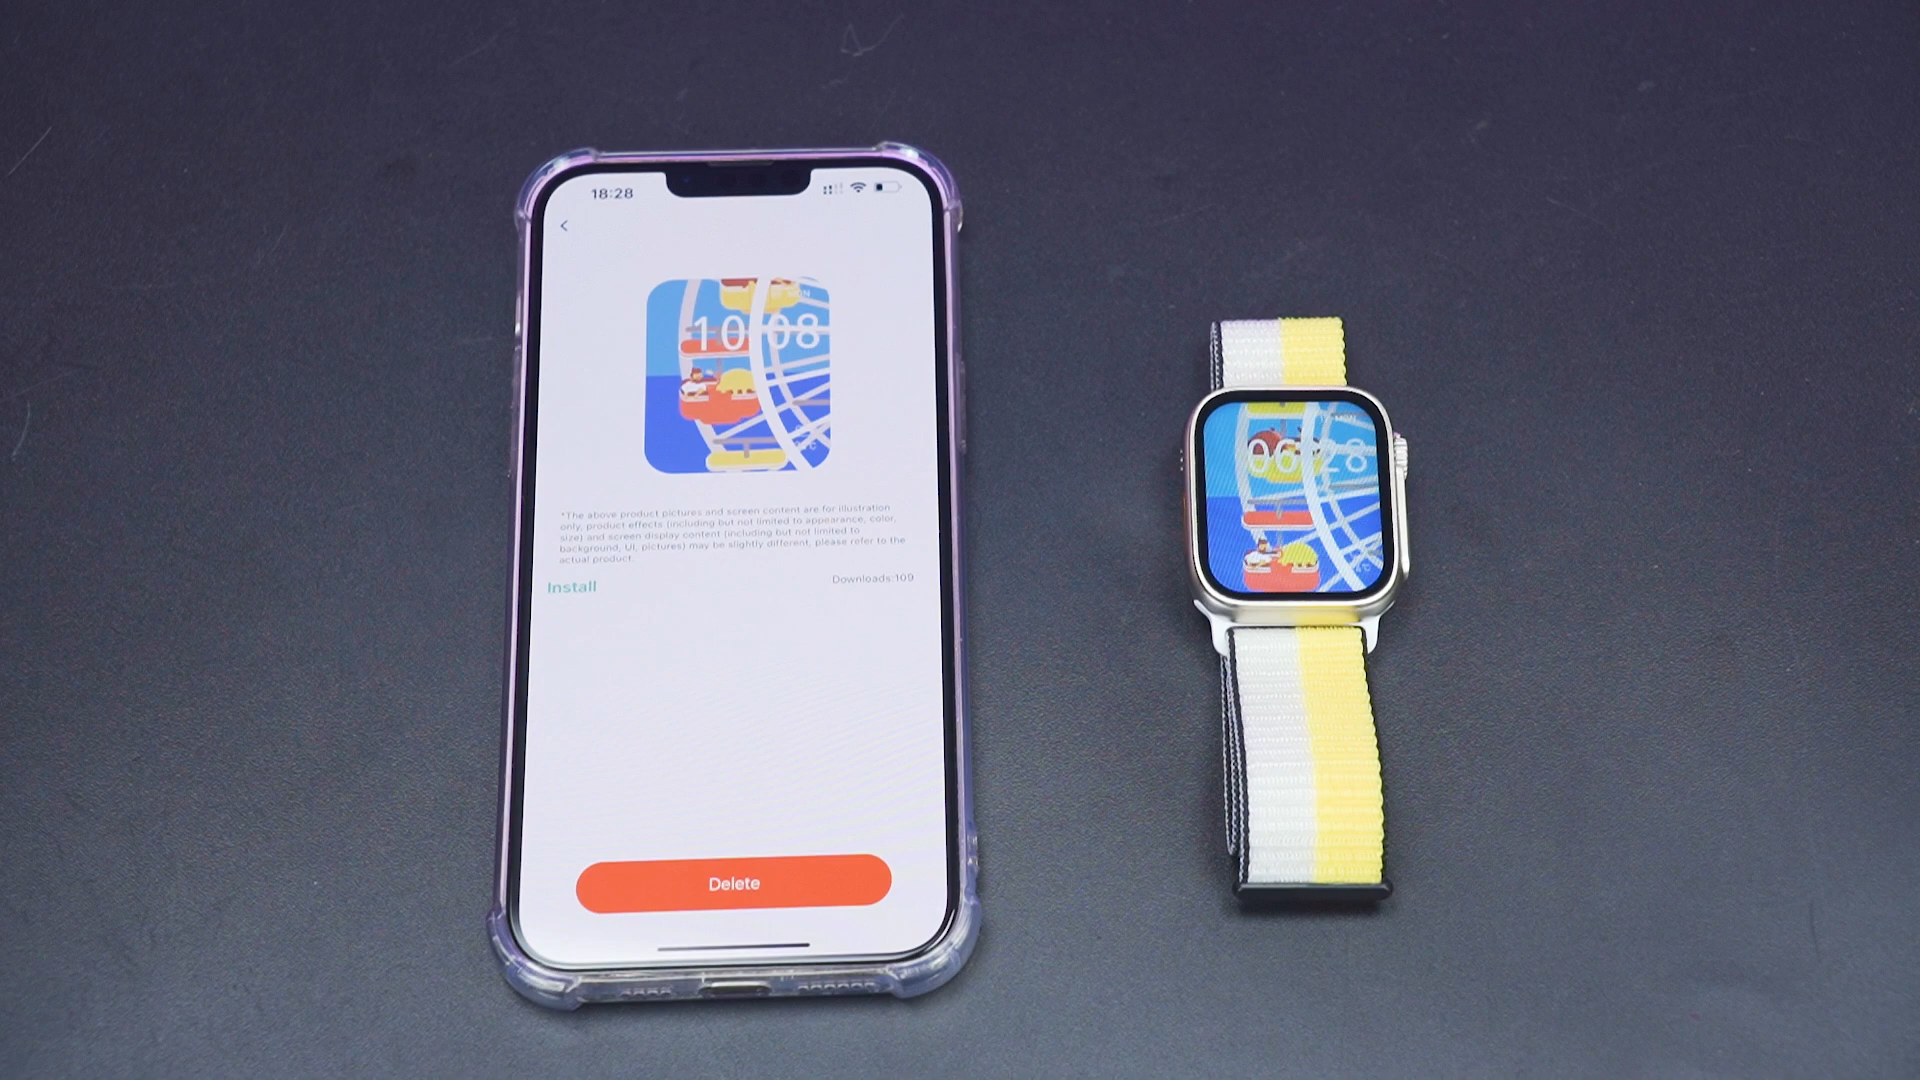 18:28
10:08
*The above product pictures and screen content are for illustration
only, product effects (including but not limited to appearance, color,
size) and screen display content (including but not limited to
background, UI, pictures) may be slightly different, please refer to the
actual product.
Install
Downloads:109
Delete
MON
06:28